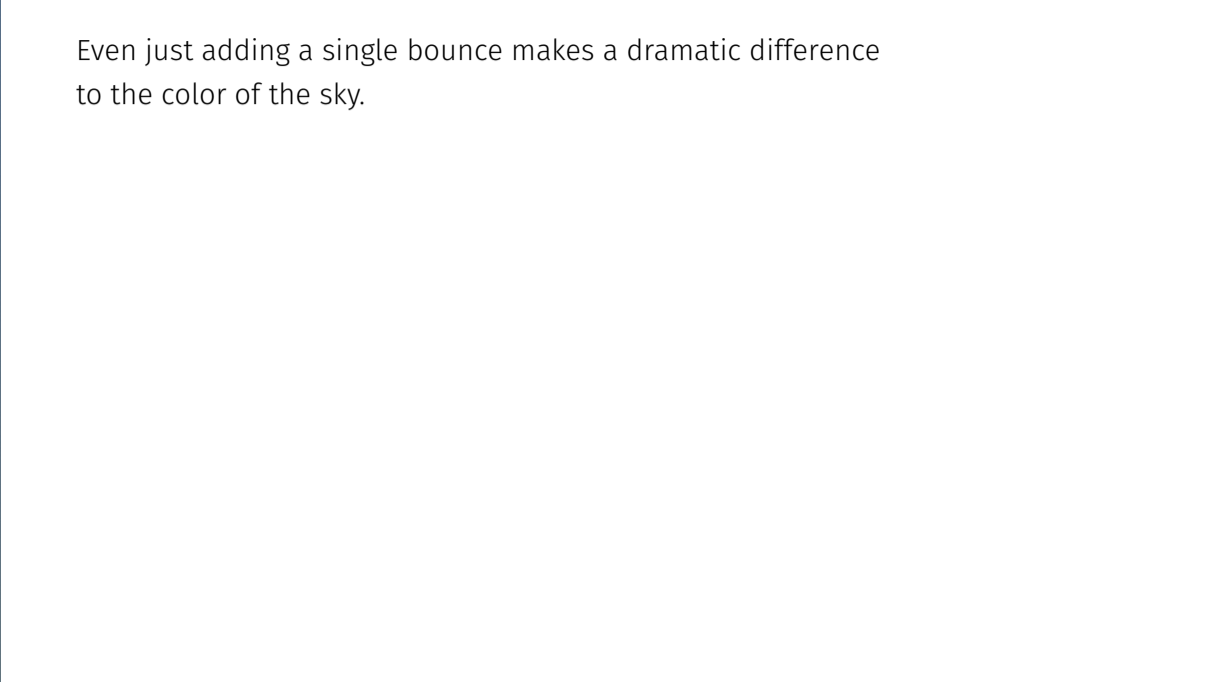 Even just adding a single bounce makes a dramatic difference
to the color of the sky.